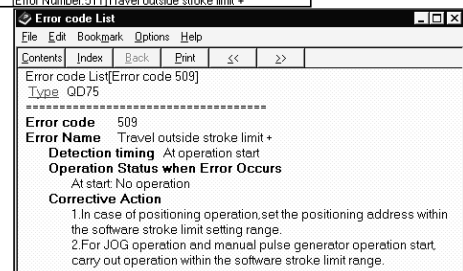 Error Number:511]Travel outside stroke limit +
Error code List
File Edit Bookmark Options Help
Contents Index Back Print << >>
Error code List[Error code 509]
Type QD75
======================================
Error code 509
Error Name Travel outside stroke limit +
Detection timing At operation start
Operation Status when Error Occurs
At start: No operation
Corrective Action
1.In case of positioning operation,set the positioning address within
the software stroke limit setting range.
2.For JOG operation and manual pulse generator operation start,
carry out operation within the software stroke limit range.